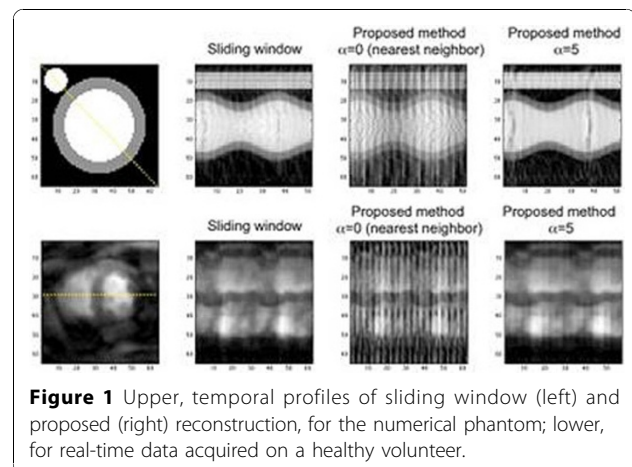 Sliding window
Proposed method
α=0 (nearest neighbor)
Proposed method
α=5
Sliding window
Proposed method
α=0 (nearest neighbor)
Proposed method
α=5
Figure 1 Upper, temporal profiles of sliding window (left) and
proposed (right) reconstruction, for the numerical phantom; lower,
for real-time data acquired on a healthy volunteer.